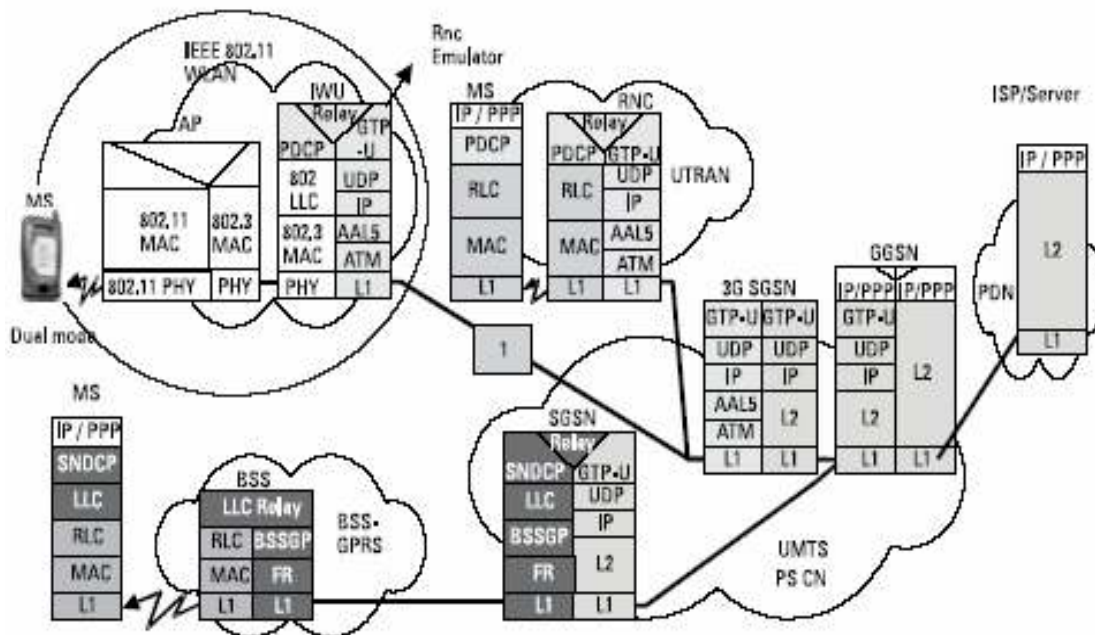 IEEE 802.11
WLAN
Rnc
Emulator
IWU
Relay
GTP
-U
PDCP
802
LLC
UDP
IP
802.3
MAC
AAL5
ATM
PHY
L1
AP
802.11
MAC
802.3
MAC
802.11 PHY
PHY
MS
Dual mode
MS
IP / PPP
PDCP
RLC
MAC
L1
RNC
Relay
PDCP
GTP-U
RLC
UDP
IP
MAC
AAL5
ATM
L1
L1
UTRAN
ISP/Server
IP / PPP
L2
L1
PDN
GGSN
IP/PPP
IP/PPP
GTP-U
UDP
IP
L2
L2
L1
L1
3G SGSN
GTP-U
GTP-U
UDP
UDP
IP
IP
AAL5
ATM
L2
L1
L1
1
MS
IP / PPP
SNDCP
LLC
RLC
MAC
L1
BSS
LLC Relay
RLC
BSSGP
MAC
FR
L1
L1
BSS-
GPRS
SGSN
Relay
SNDCP
GTP-U
LLC
UDP
BSSGP
IP
FR
L2
L1
L1
UMTS
PS CN